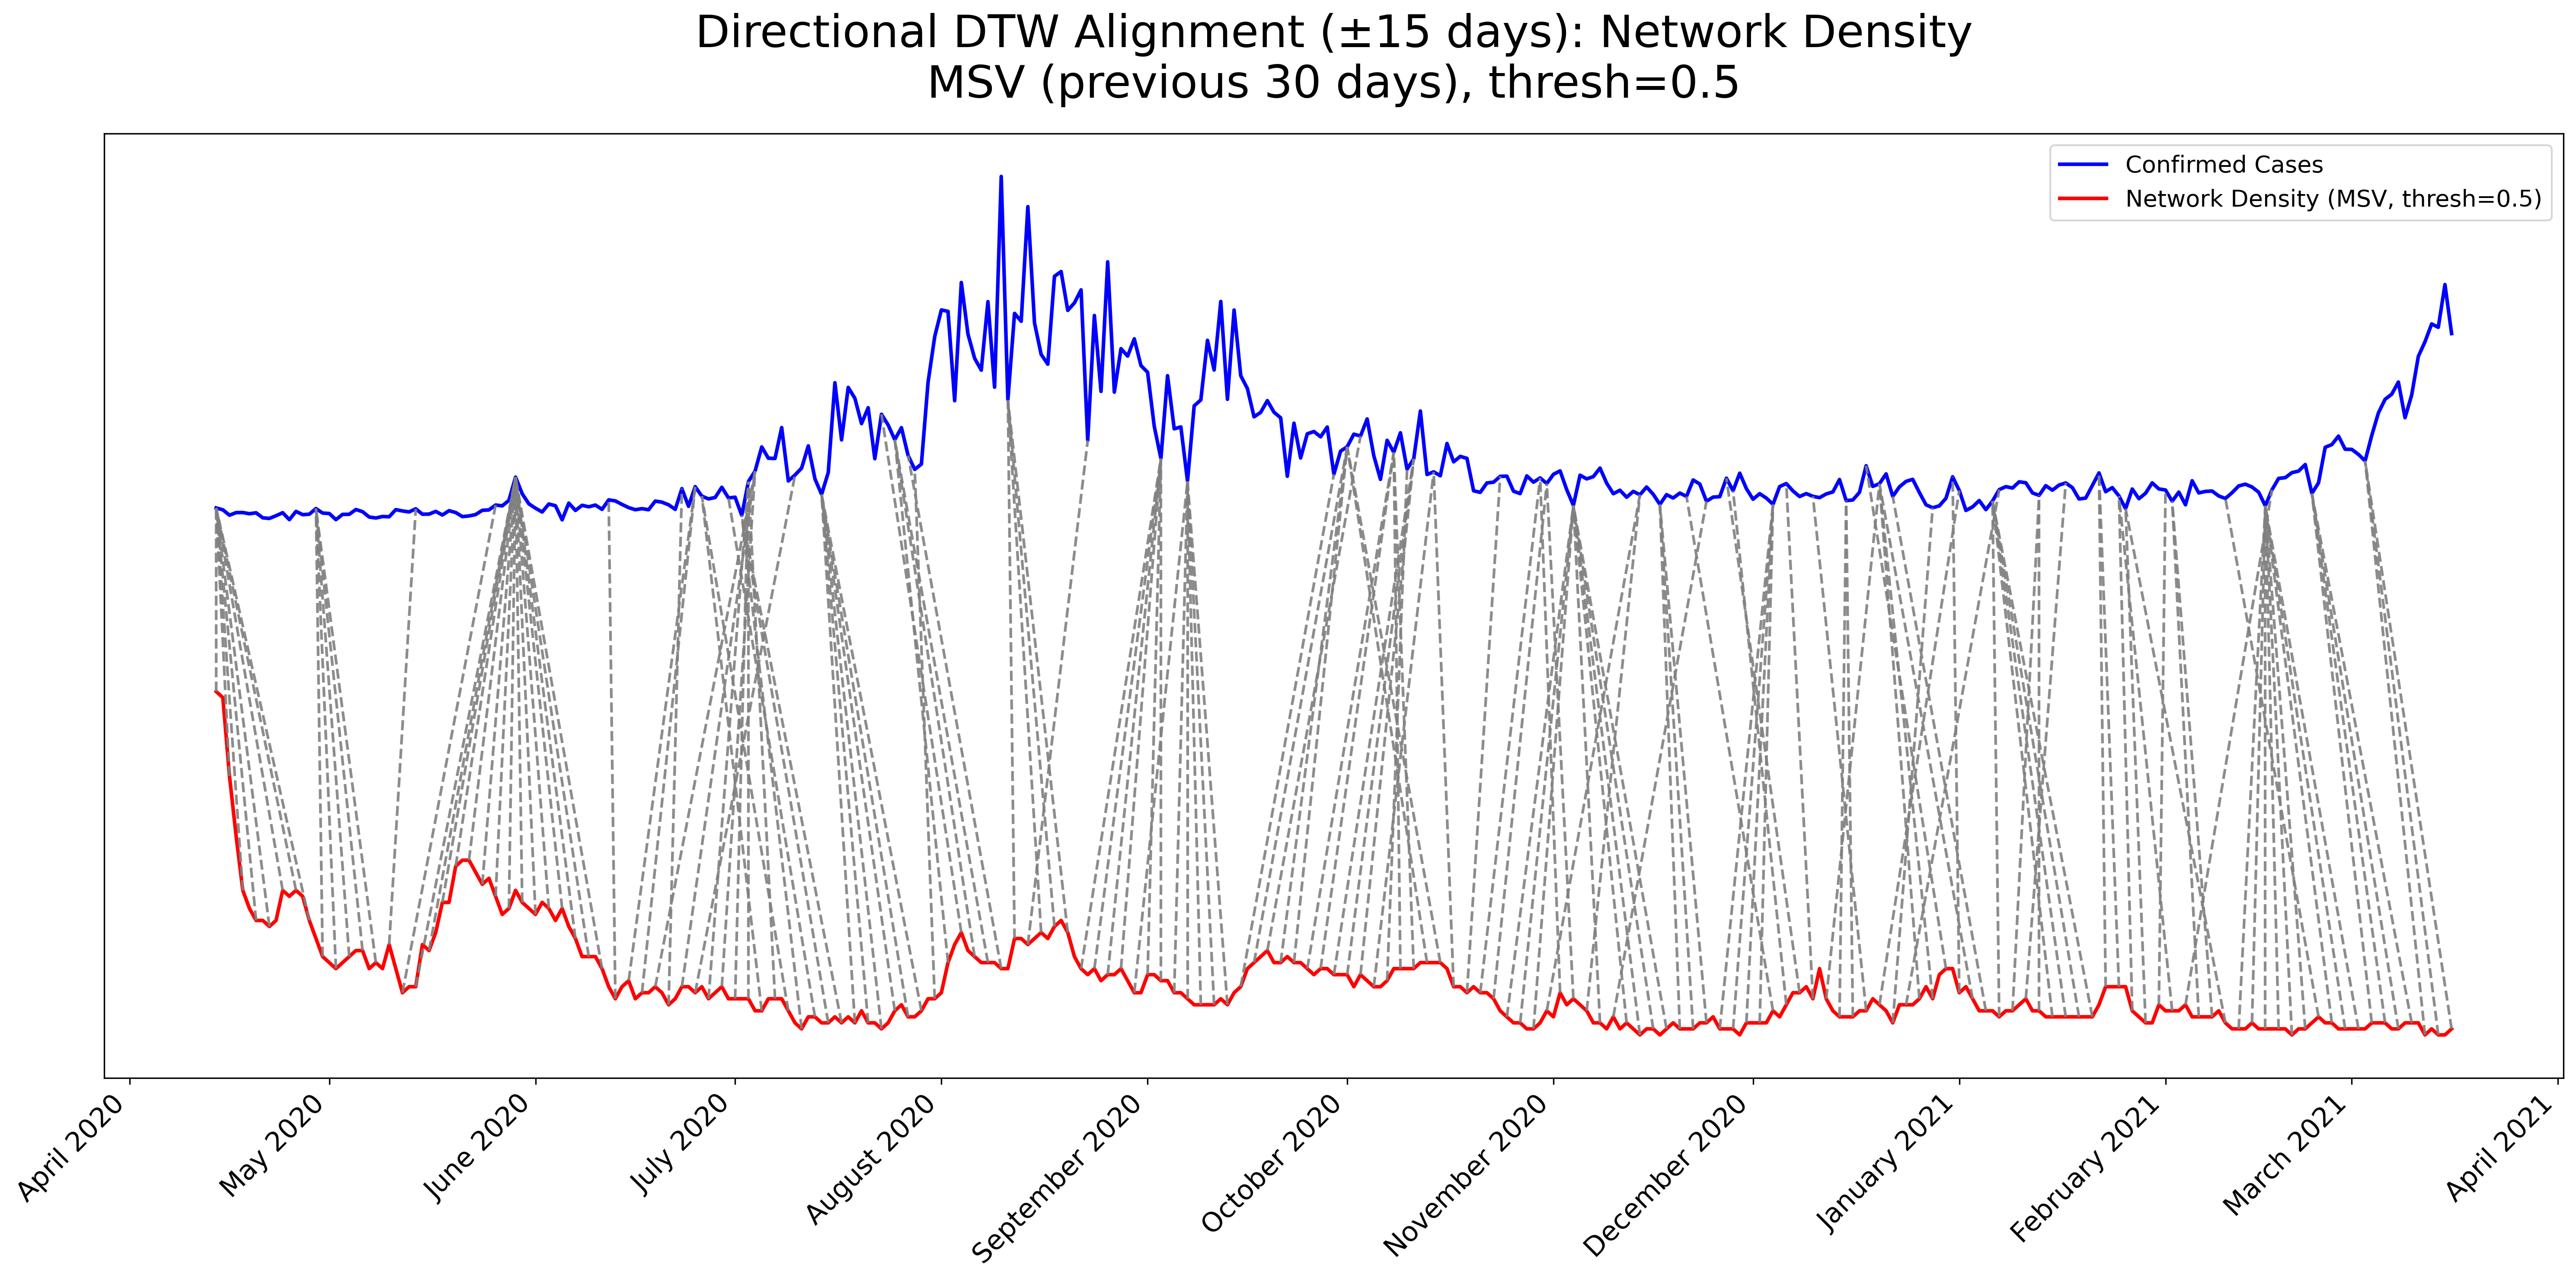 Directional DTW Alignment (±15 days): Network Density
MSV (previous 30 days), thresh=0.5
Confirmed Cases
Network Density (MSV, thresh=0.5)
April 2020
May 2020
June 2020
July 2020
August 2020
September 2020
October 2020
November 2020
December 2020
January 2021
February 2021
March 2021
April 2021